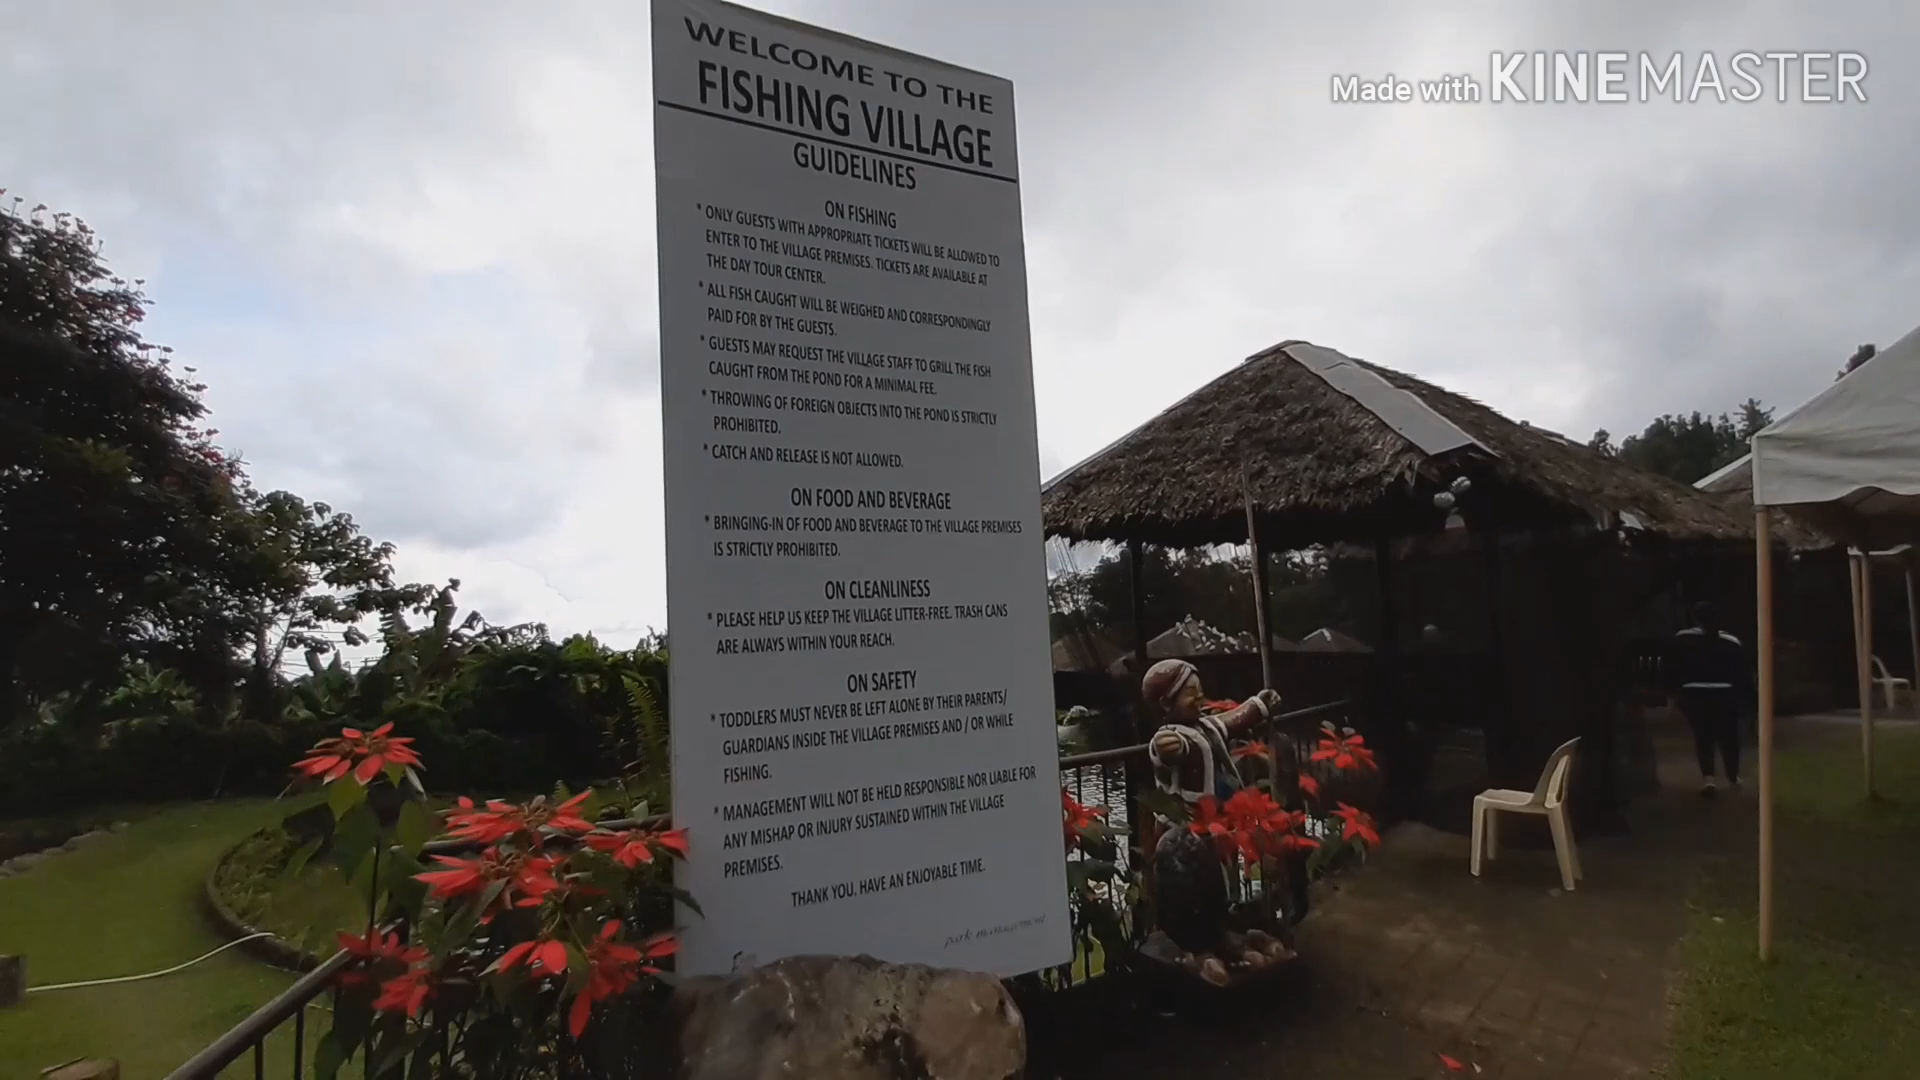 Made with KINEMASTER
WELCOME TO THE
FISHING VILLAGE
GUIDELINES
ON FISHING
* ONLY GUESTS WITH APPROPRIATE TICKETS WILL BE ALLOWED TO
ENTER TO THE VILLAGE PREMISES. TICKETS ARE AVAILABLE AT
THE DAY TOUR CENTER.
* ALL FISH CAUGHT WILL BE WEIGHED AND CORRESPONDINGLY
PAID FOR BY THE GUESTS.
* GUESTS MAY REQUEST THE VILLAGE STAFF TO GRILL THE FISH
CAUGHT FROM THE POND FOR A MINIMAL FEE.
* THROWING OF FOREIGN OBJECTS INTO THE POND IS STRICTLY
PROHIBITED.
* CATCH AND RELEASE IS NOT ALLOWED.
ON FOOD AND BEVERAGE
* BRINGING-IN OF FOOD AND BEVERAGE TO THE VILLAGE PREMISES
IS STRICTLY PROHIBITED.
ON CLEANLINESS
* PLEASE HELP US KEEP THE VILLAGE LITTER-FREE. TRASH CANS
ARE ALWAYS WITHIN YOUR REACH.
ON SAFETY
* TODDLERS MUST NEVER BE LEFT ALONE BY THEIR PARENTS/
GUARDIANS INSIDE THE VILLAGE PREMISES AND / OR WHILE
FISHING.
* MANAGEMENT WILL NOT BE HELD RESPONSIBLE NOR LIABLE FOR
ANY MISHAP OR INJURY SUSTAINED WITHIN THE VILLAGE
PREMISES.
THANK YOU. HAVE AN ENJOYABLE TIME.
park management